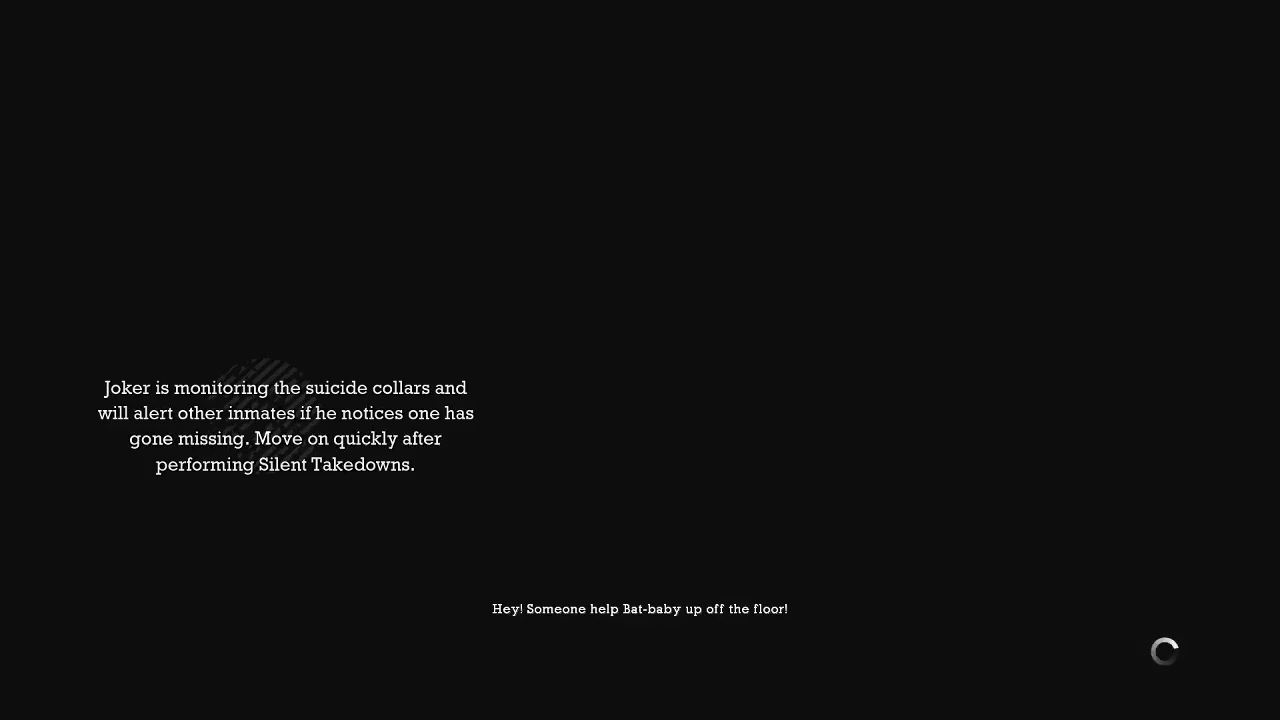 Joker is monitoring the suicide collars and
will alert other inmates if he notices one has
gone missing. Move on quickly after
performing Silent Takedowns.
Hey! Someone help Bat-baby up off the floor!